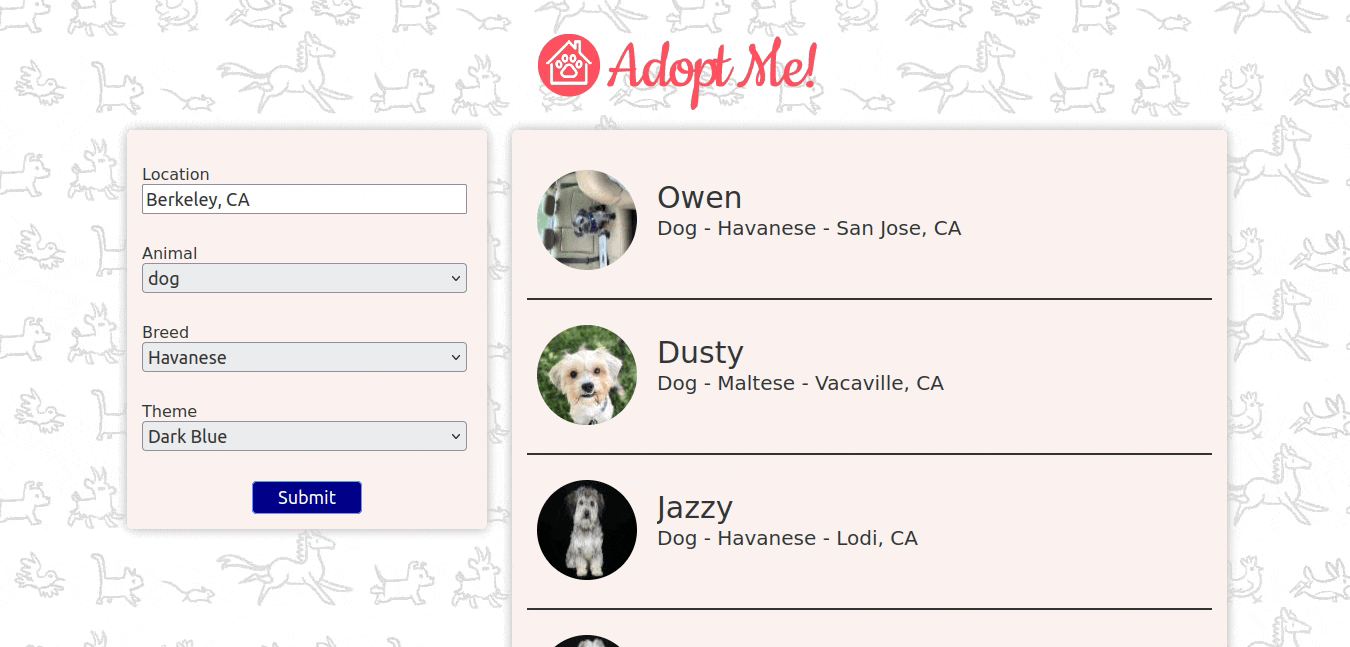 Adopt Me!
Location
Berkeley, CA
Animal
dog
Breed
Havanese
Theme
Dark Blue
Submit
Owen
Dog - Havanese - San Jose, CA
Dusty
Dog - Maltese - Vacaville, CA
Jazzy
Dog - Havanese - Lodi, CA